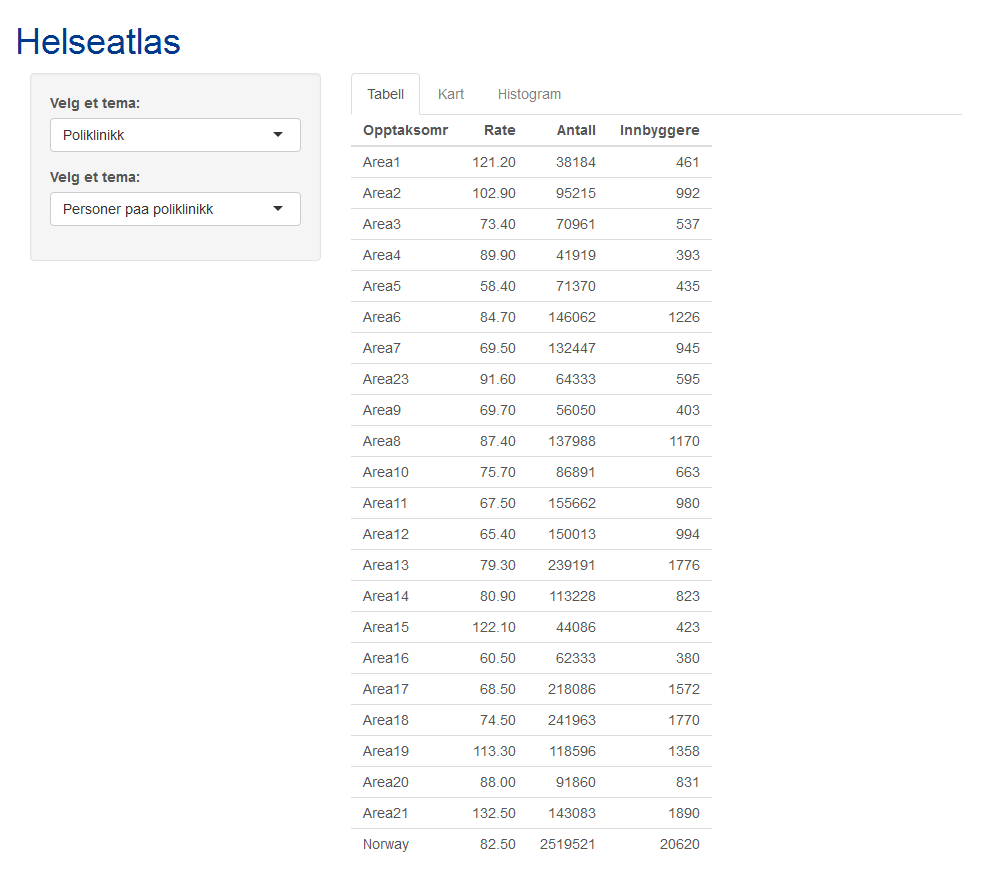 Helseatlas
Velg et tema:
Poliklinikk
Velg et tema:
Personer paa poliklinikk
Tabell Kart Histogram
Opptaksomr Rate Antall Innbyggere
Area1 121.20 38184 461
Area2 102.90 95215 992
Area3 73.40 70961 537
Area4 89.90 41919 393
Area5 58.40 71370 435
Area6 84.70 146062 1226
Area7 69.50 132447 945
Area23 91.60 64333 595
Area9 69.70 56050 403
Area8 87.40 137988 1170
Area10 75.70 86891 663
Area11 67.50 155662 980
Area12 65.40 150013 994
Area13 79.30 239191 1776
Area14 80.90 113228 823
Area15 122.10 44086 423
Area16 60.50 62333 380
Area17 68.50 218086 1572
Area18 74.50 241963 1770
Area19 113.30 118596 1358
Area20 88.00 91860 831
Area21 132.50 143083 1890
Norway 82.50 2519521 20620